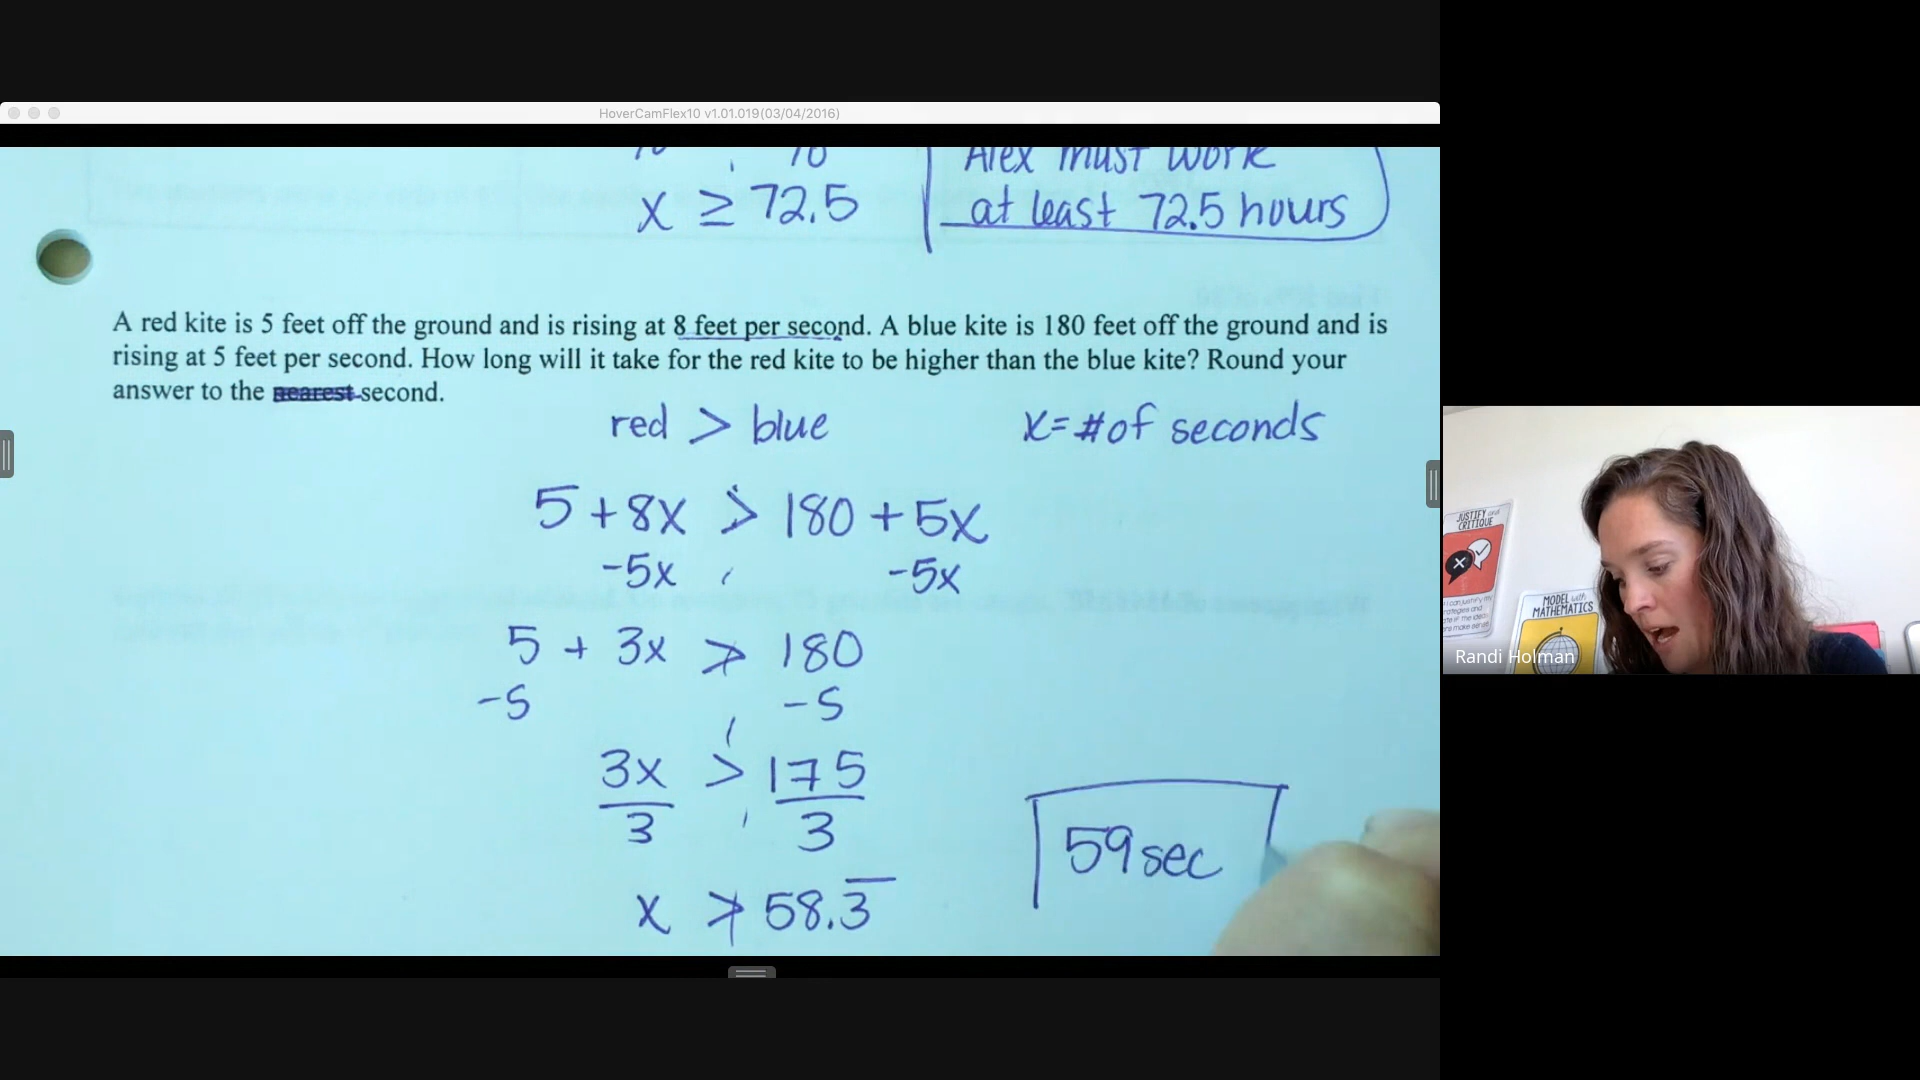 HoverCamFlex10 v1.01.019(03/04/2016)
10 10 Alex must work
x ≥ 72.5 at least 72.5 hours
A red kite is 5 feet off the ground and is rising at 8 feet per second. A blue kite is 180 feet off the ground and is
rising at 5 feet per second. How long will it take for the red kite to be higher than the blue kite? Round your
answer to the nearest second.
red > blue x = # of seconds
5 + 8x > 180 + 5x
-5x -5x
5 + 3x > 180
-5 -5
3x > 175
3 3
59 sec
x > 58.3̅
JUSTIFY and
CRITIQUE
MODEL with
MATHEMATICS
Randi Holman